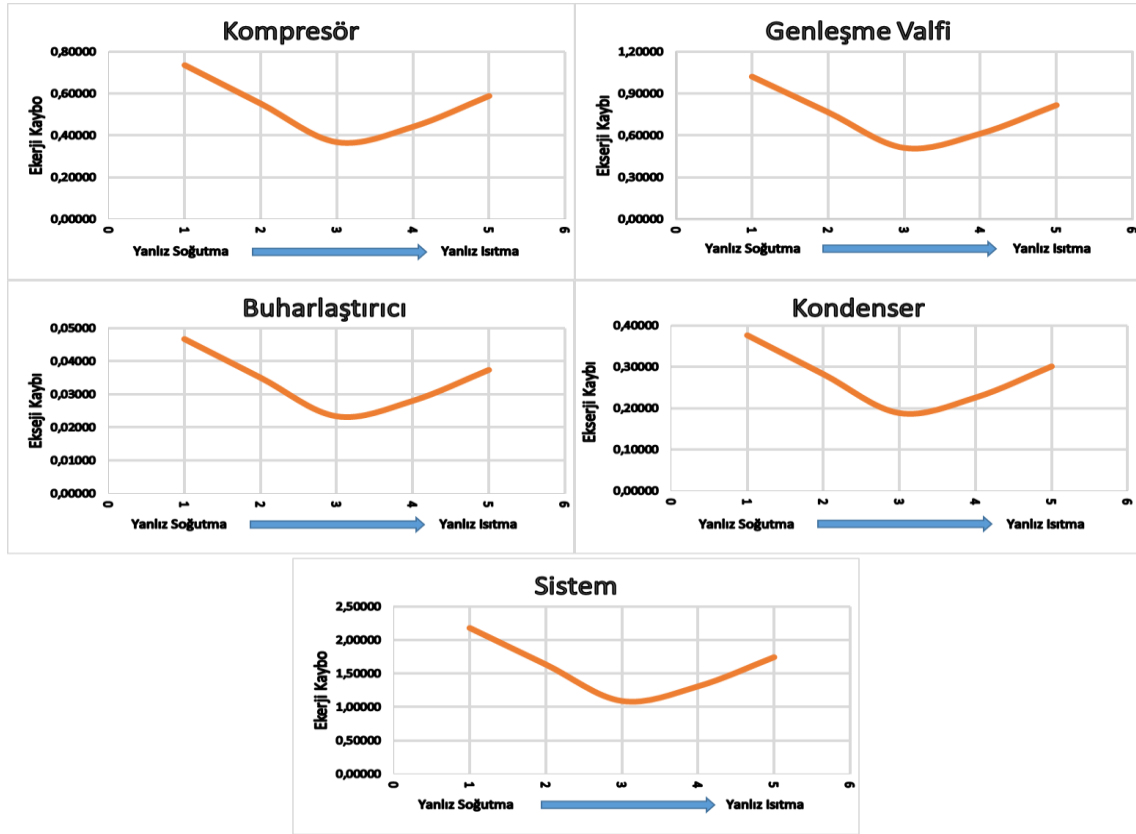 Kompresör
Ekerji Kaybo
0,80000
0,60000
0,40000
0,20000
0,00000
0 1 2 3 4 5 6
Yanlız Soğutma Yanlız Isıtma
Genleşme Valfi
Ekserji Kaybı
1,20000
0,90000
0,60000
0,30000
0,00000
0 1 2 3 4 5 6
Yanlız Soğutma Yanlız Isıtma
Buharlaştırıcı
Ekseji Kaybı
0,05000
0,04000
0,03000
0,02000
0,01000
0,00000
0 1 2 3 4 5 6
Yanlız Soğutma Yanlız Isıtma
Kondenser
Ekserji Kaybı
0,40000
0,30000
0,20000
0,10000
0,00000
0 1 2 3 4 5 6
Yanlız Soğutma Yanlız Isıtma
Sistem
Ekerji Kaybo
2,50000
2,00000
1,50000
1,00000
0,50000
0,00000
0 1 2 3 4 5 6
Yanlız Soğutma Yanlız Isıtma